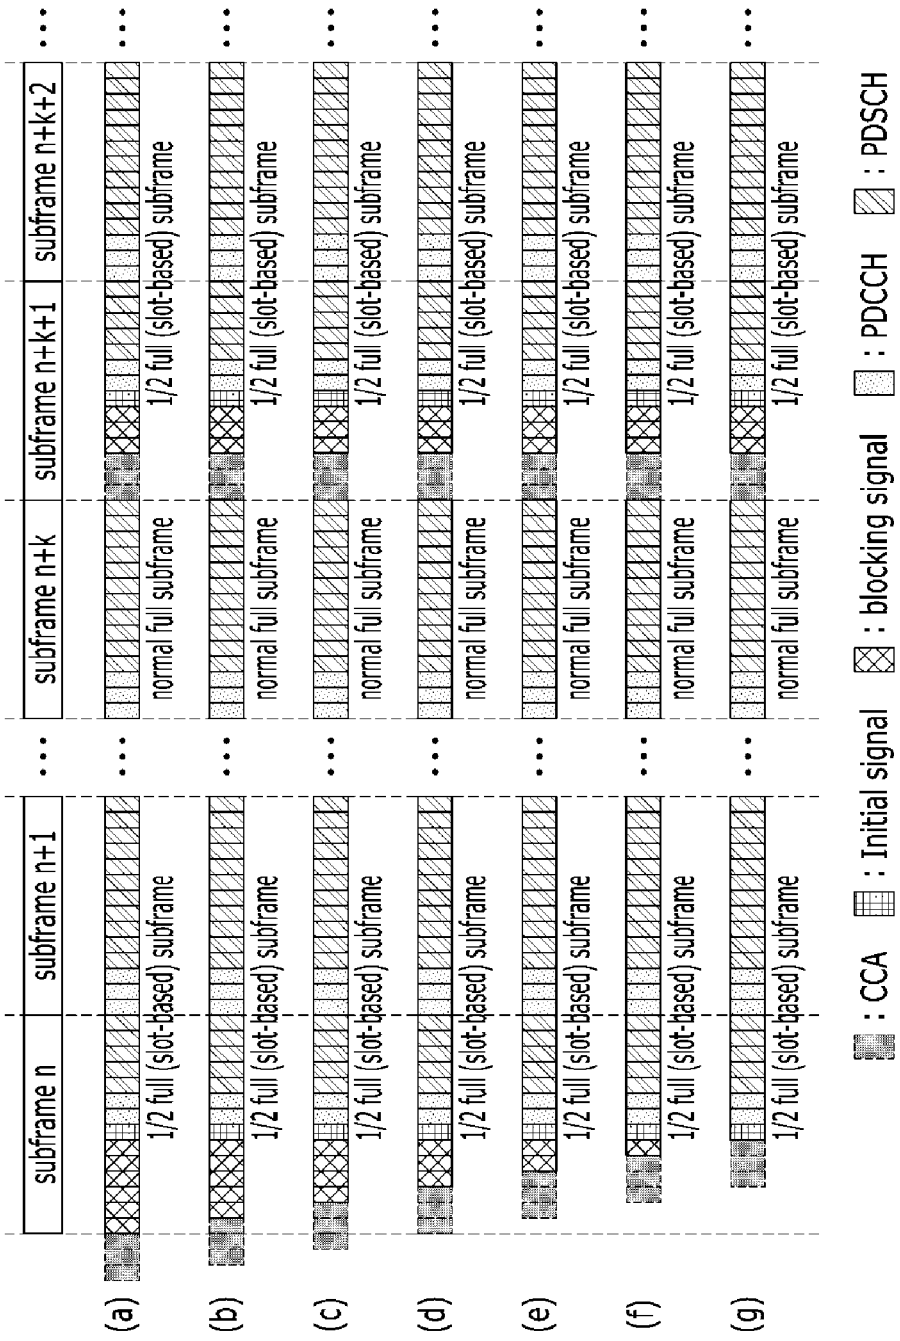 subframe n
subframe n+1
...
subframe n+k
subframe n+k+1
subframe n+k+2
...
(a)
1/2 full (slot-based) subframe
...
normal full subframe
1/2 full (slot-based) subframe
...
(b)
1/2 full (slot-based) subframe
...
normal full subframe
1/2 full (slot-based) subframe
...
(c)
1/2 full (slot-based) subframe
...
normal full subframe
1/2 full (slot-based) subframe
...
(d)
1/2 full (slot-based) subframe
...
normal full subframe
1/2 full (slot-based) subframe
...
(e)
1/2 full (slot-based) subframe
...
normal full subframe
1/2 full (slot-based) subframe
...
(f)
1/2 full (slot-based) subframe
...
normal full subframe
1/2 full (slot-based) subframe
...
(g)
1/2 full (slot-based) subframe
...
normal full subframe
1/2 full (slot-based) subframe
...
: CCA
: Initial signal
: blocking signal
: PDCCH
: PDSCH